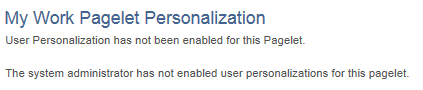 My Work Pagelet Personalization
User Personalization has not been enabled for this Pagelet.
The system administrator has not enabled user personalizations for this pagelet.